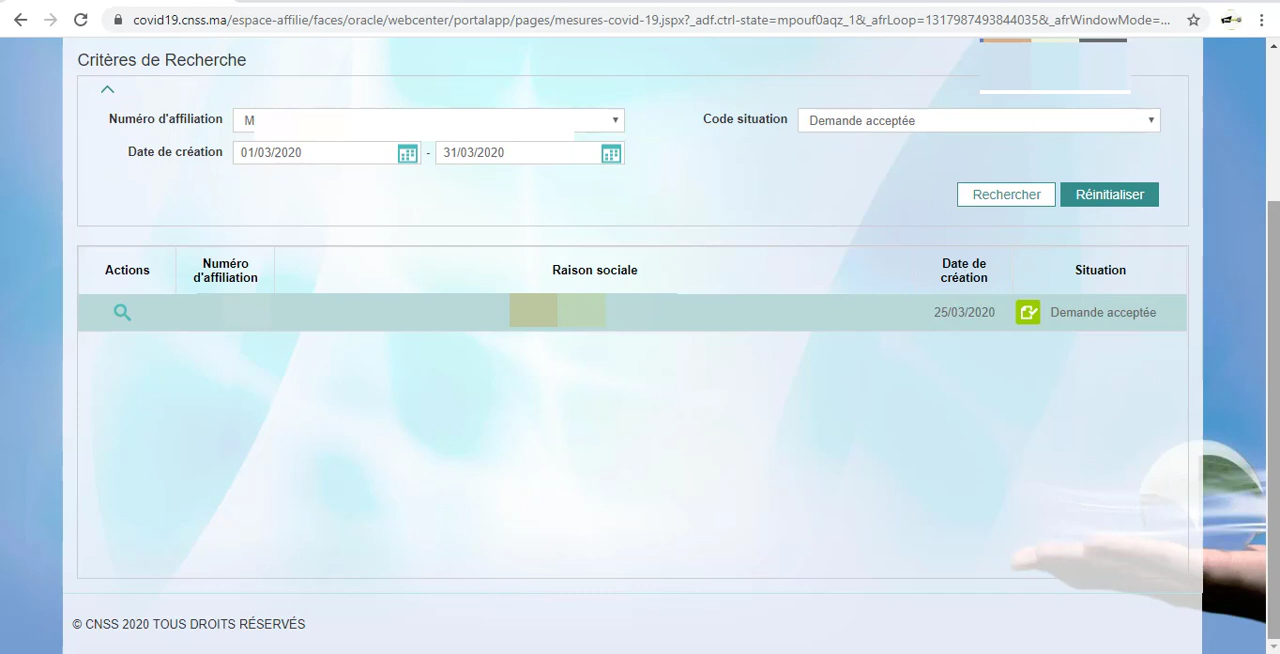 covid19.cnss.ma/espace-affilie/faces/oracle/webcenter/portalapp/pages/mesures-covid-19.jspx?_adf.ctrl-state=mpouf0aqz_1&_afrLoop=1317987493844035&_afrWindowMode=...
Critères de Recherche
Numéro d'affiliation M Code situation Demande acceptée
Date de création 01/03/2020 - 31/03/2020
Rechercher Réinitialiser
Actions Numéro d'affiliation Raison sociale Date de création Situation
25/03/2020 Demande acceptée
© CNSS 2020 TOUS DROITS RÉSERVÉS